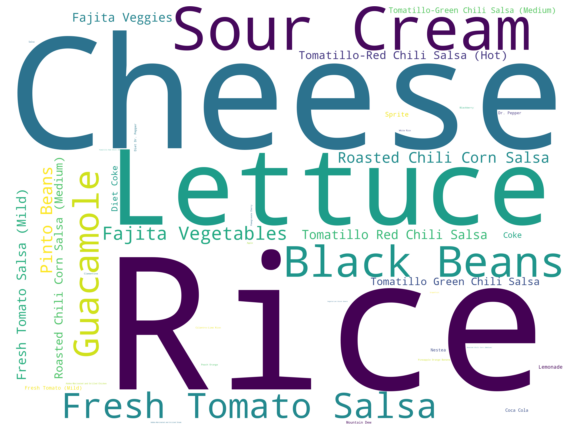 Tomatillo-Green Chili Salsa (Medium)
Fajita Veggies
Sour Cream
Tomatillo-Red Chili Salsa (Hot)
Cheese
Sprite
Dr. Pepper
Roasted Chili Corn Salsa
Lettuce
Diet Coke
Guacamole
Pinto Beans
Roasted Chili Corn Salsa (Medium)
Fresh Tomato Salsa (Mild)
Fajita Vegetables
Tomatillo Red Chili Salsa
Coke
Black Beans
Tomatillo Green Chili Salsa
Rice
Nestea
Lemonade
Fresh Tomato (Mild)
Fresh Tomato Salsa
Coca Cola
Mountain Dew